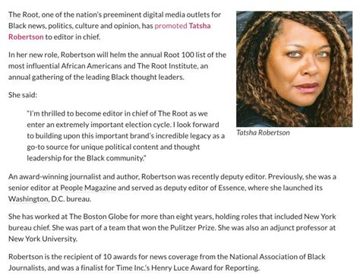 The Root, one of the nation's preeminent digital media outlets for
Black news, politics, culture and opinion, has promoted Tatsha
Robertson to editor in chief.
In her new role, Robertson will helm the annual Root 100 list of the
most influential African Americans and The Root Institute, an
annual gathering of the leading Black thought leaders.
She said:
"I'm thrilled to become editor in chief of The Root as we
enter an extremely important election cycle. I look forward
to building upon this important brand's incredible legacy as a
go-to source for unique political content and thought
leadership for the Black community."
Tatsha Robertson
An award-winning journalist and author, Robertson was recently deputy editor. Previously, she was a
senior editor at People Magazine and served as deputy editor of Essence, where she launched its
Washington, D.C. bureau.
She has worked at The Boston Globe for more than eight years, holding roles that included New York
bureau chief. She was part of a team that won the Pulitzer Prize. She was also an adjunct professor at
New York University.
Robertson is the recipient of 10 awards for news coverage from the National Association of Black
Journalists, and was a finalist for Time Inc.'s Henry Luce Award for Reporting.